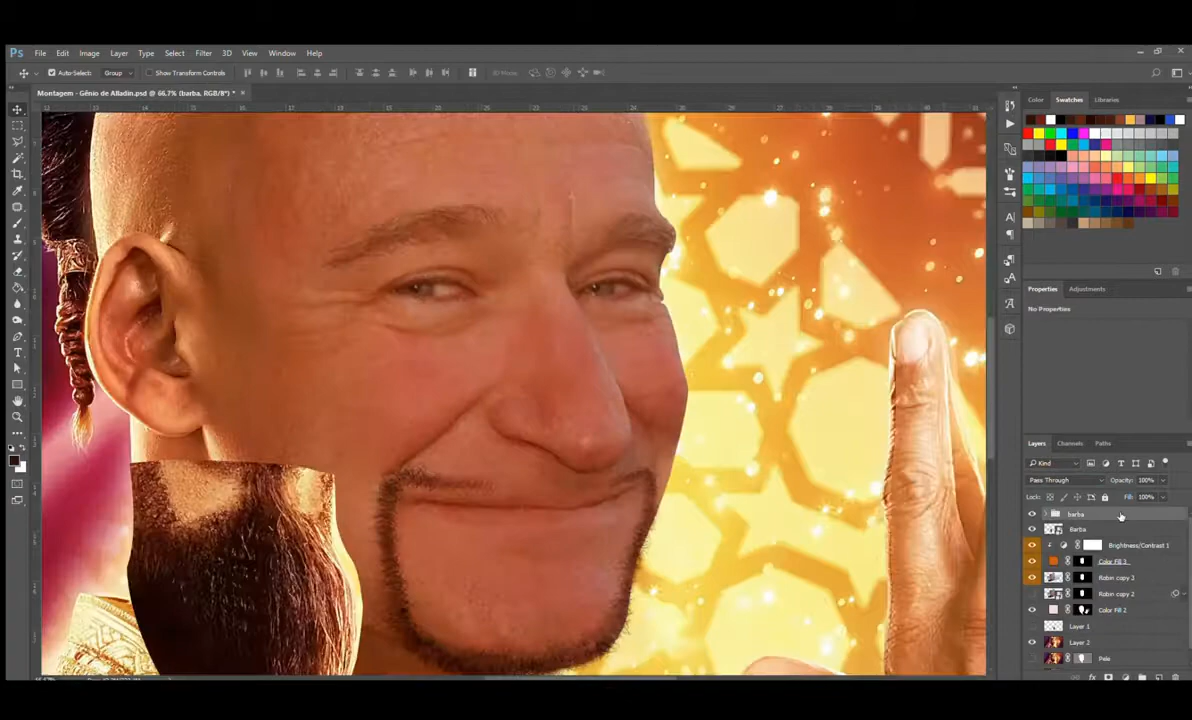 Ps File Edit Image Layer Type Select Filter 3D View Window Help
Auto-Select: Group Show Transform Controls
Montagem - Gênio de Alladin.psd @ 66,7% (barba, RGB/8*) *
Color Swatches Libraries
Properties Adjustments
No Properties
Layers Channels Paths
Kind
Pass Through Opacity: 100%
Lock: Fill: 100%
barba
Barba
Brightness/Contrast 1
Color Fill 3
Robin copy 3
Robin copy 2
Color Fill 2
Layer 1
Layer 2
Pele